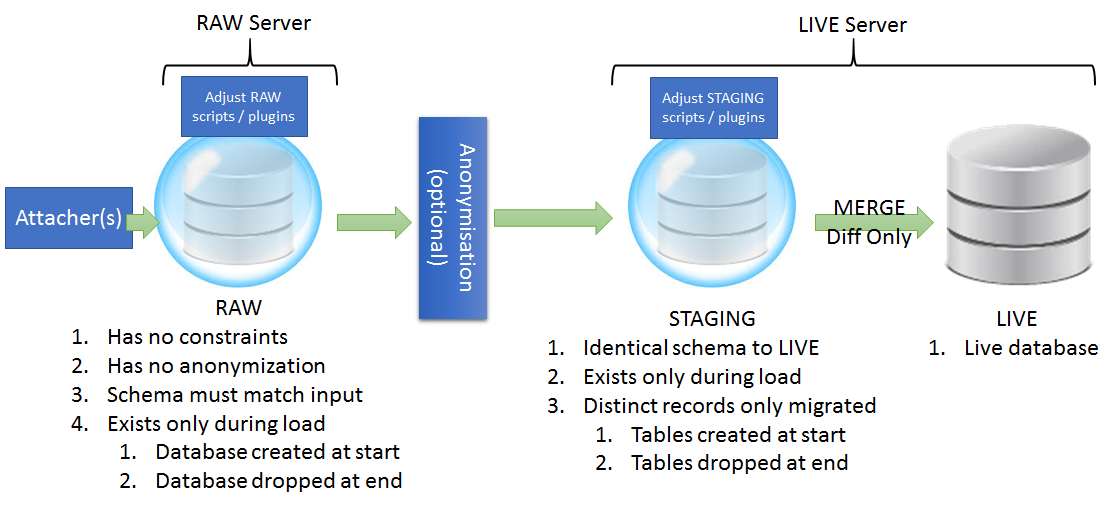 RAW Server
LIVE Server
Adjust RAW
scripts / plugins
Adjust STAGING
scripts / plugins
Attacher(s)
Anonymisation
(optional)
MERGE
Diff Only
RAW
1. Has no constraints
2. Has no anonymization
3. Schema must match input
4. Exists only during load
1. Database created at start
2. Database dropped at end
STAGING
1. Identical schema to LIVE
2. Exists only during load
3. Distinct records only migrated
1. Tables created at start
2. Tables dropped at end
LIVE
1. Live database